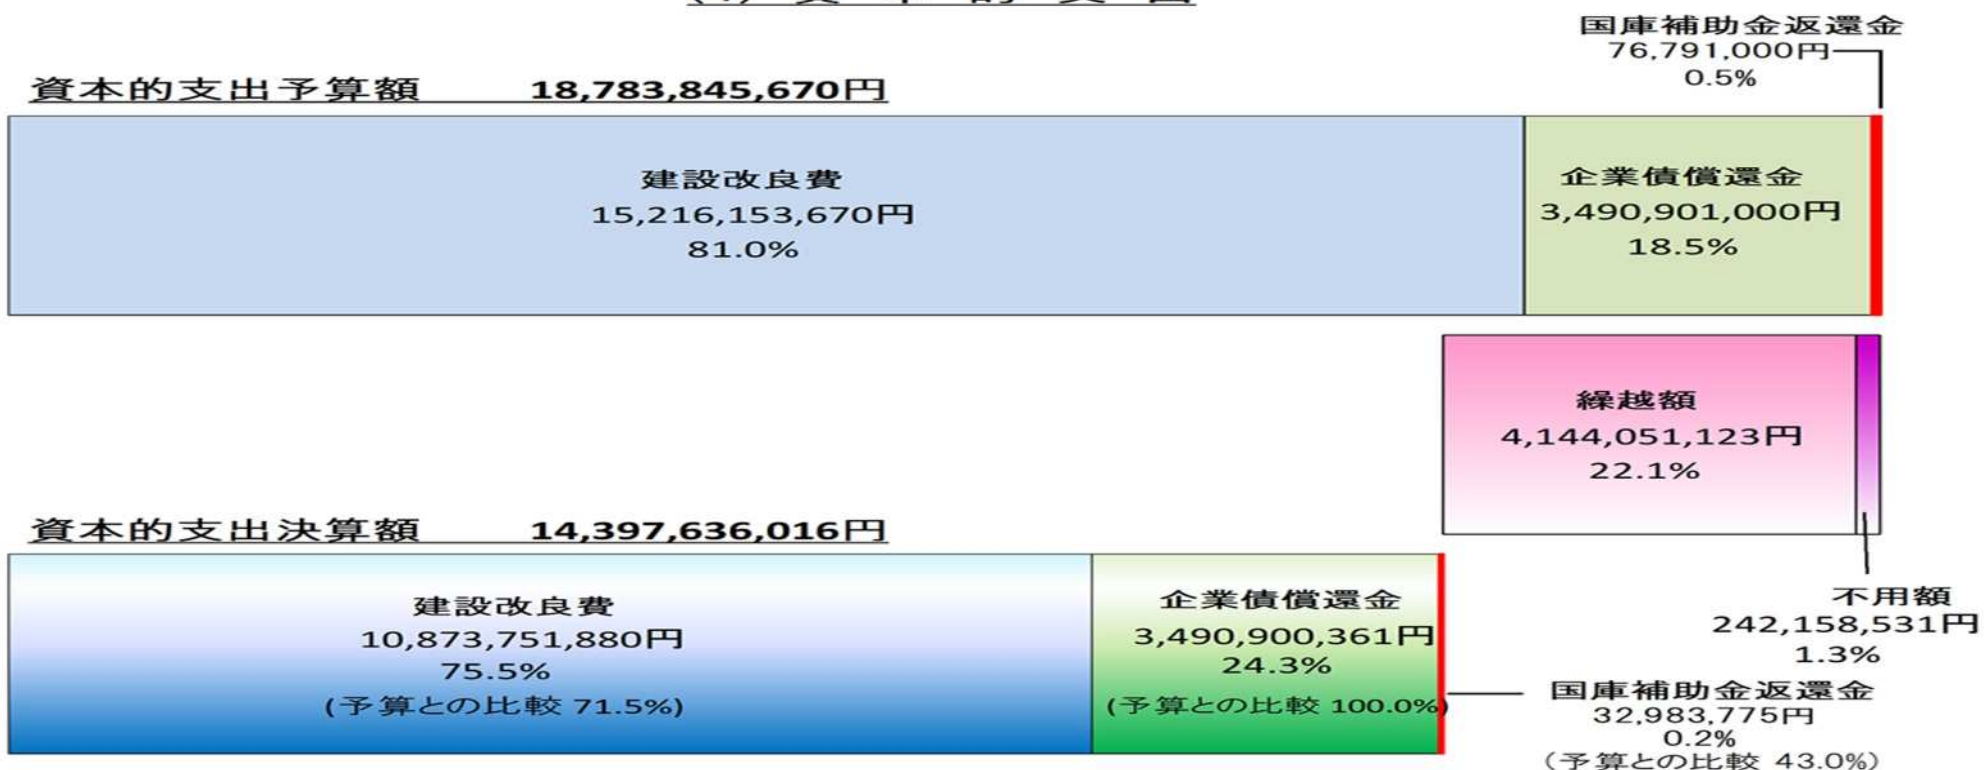 国庫補助金返還金
76,791,000円
0.5%
資本的支出予算額 18,783,845,670円
建設改良費
15,216,153,670円
81.0%
企業債償還金
3,490,901,000円
18.5%
繰越額
4,144,051,123円
22.1%
資本的支出決算額 14,397,636,016円
建設改良費
10,873,751,880円
75.5%
(予算との比較 71.5%)
企業債償還金
3,490,900,361円
24.3%
(予算との比較 100.0%)
不用額
242,158,531円
1.3%
国庫補助金返還金
32,983,775円
0.2%
(予算との比較 43.0%)